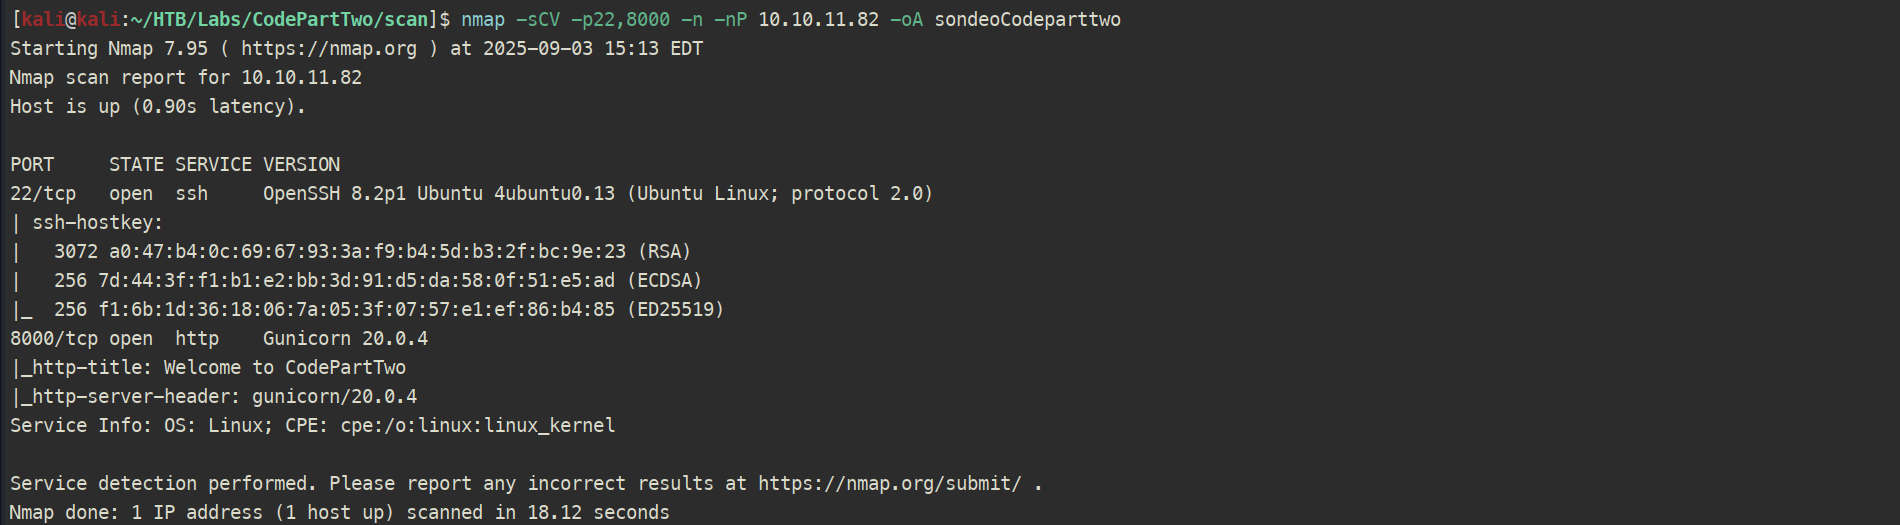 [kali@kali:~/HTB/Labs/CodePartTwo/scan]$ nmap -sCV -p22,8000 -n -nP 10.10.11.82 -oA sondeoCodeparttwo
Starting Nmap 7.95 ( https://nmap.org ) at 2025-09-03 15:13 EDT
Nmap scan report for 10.10.11.82
Host is up (0.90s latency).

PORT     STATE SERVICE VERSION
22/tcp   open  ssh     OpenSSH 8.2p1 Ubuntu 4ubuntu0.13 (Ubuntu Linux; protocol 2.0)
| ssh-hostkey:
|   3072 a0:47:b4:0c:69:67:93:3a:f9:b4:5d:b3:2f:bc:9e:23 (RSA)
|   256 7d:44:3f:f1:b1:e2:bb:3d:91:d5:da:58:0f:51:e5:ad (ECDSA)
|_  256 f1:6b:1d:36:18:06:7a:05:3f:07:57:e1:ef:86:b4:85 (ED25519)
8000/tcp open  http    Gunicorn 20.0.4
|_http-title: Welcome to CodePartTwo
|_http-server-header: gunicorn/20.0.4
Service Info: OS: Linux; CPE: cpe:/o:linux:linux_kernel

Service detection performed. Please report any incorrect results at https://nmap.org/submit/ .
Nmap done: 1 IP address (1 host up) scanned in 18.12 seconds